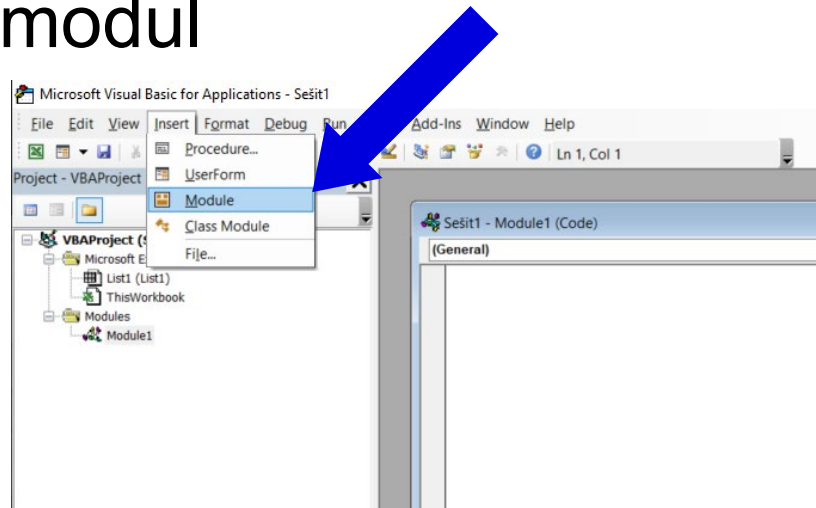 modul
Microsoft Visual Basic for Applications - Sešit1
File Edit View Insert Format Debug Run Add-Ins Window Help
Procedure...
Ln 1, Col 1
Project - VBAProject
UserForm
Module
Class Module
Sešit1 - Module1 (Code)
VBAProject (
File...
(General)
Microsoft E
List1 (List1)
ThisWorkbook
Modules
Module1